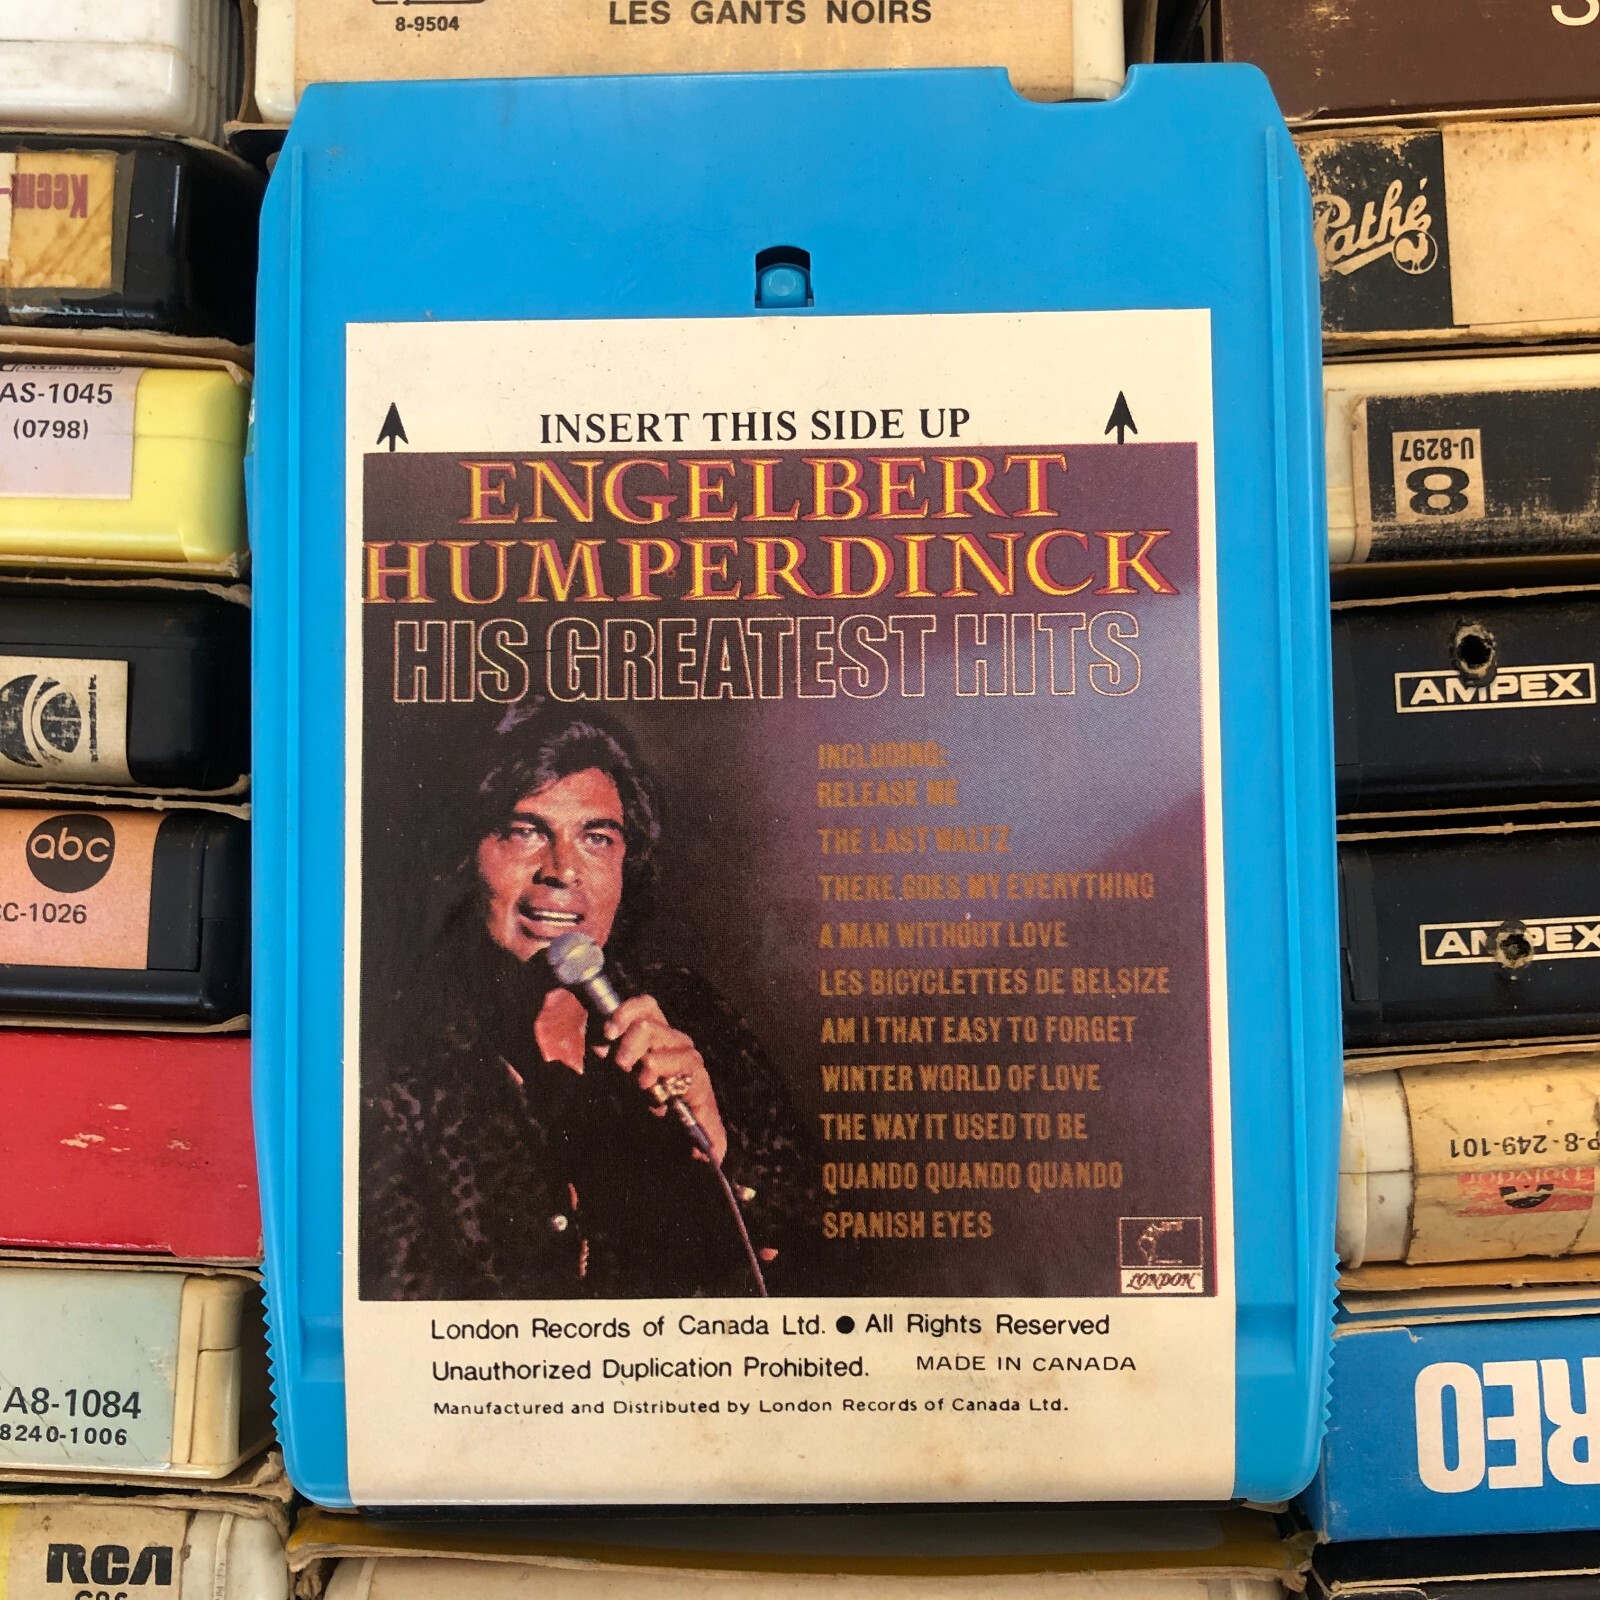 8-9504
LES GANTS NOIRS
Keem-
Pathé
AS-1045
(0798)
U-8297
8
INSERT THIS SIDE UP
ENGELBERT
HUMPERDINCK
HIS GREATEST HITS
INCLUDING:
RELEASE ME
THE LAST WALTZ
THERE GOES MY EVERYTHING
A MAN WITHOUT LOVE
LES BICYCLETTES DE BELSIZE
AM I THAT EASY TO FORGET
WINTER WORLD OF LOVE
THE WAY IT USED TO BE
QUANDO QUANDO QUANDO
SPANISH EYES
LONDON
London Records of Canada Ltd. ● All Rights Reserved
Unauthorized Duplication Prohibited. MADE IN CANADA
Manufactured and Distributed by London Records of Canada Ltd.
AMPEX
abc
CC-1026
AMPEX
P-8-249-101
A8-1084
8240-1006
REO
RCA